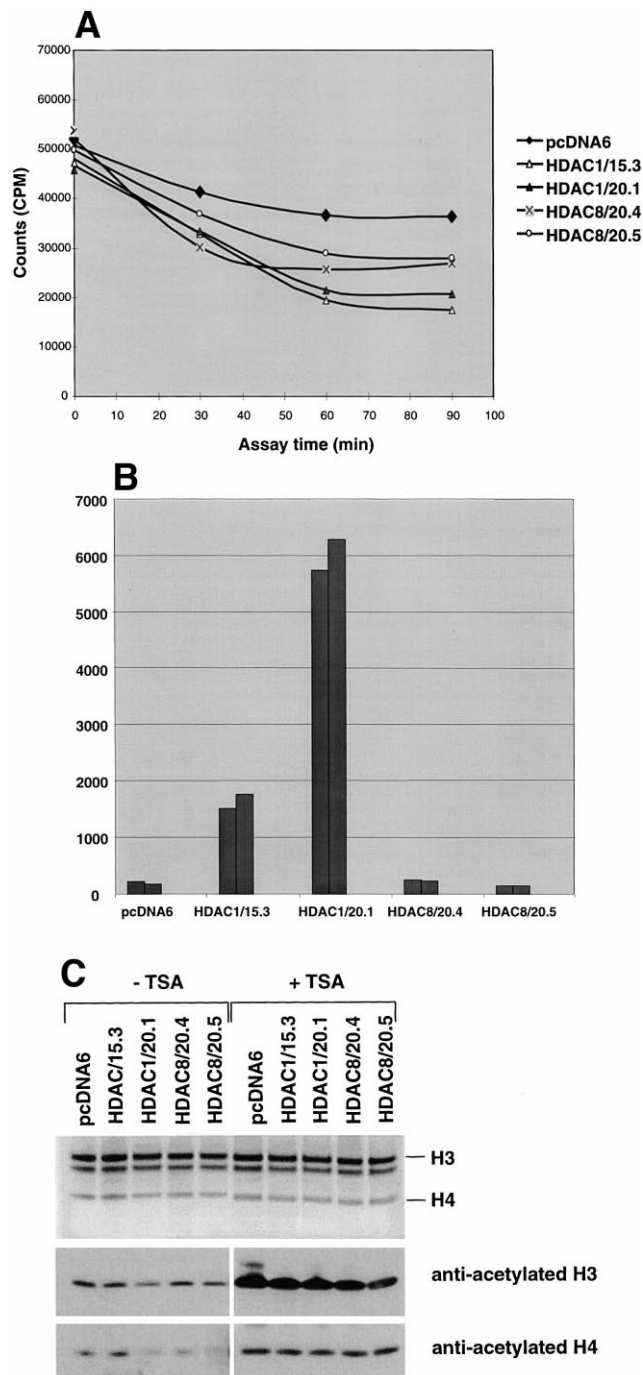 A
70000
60000
50000
40000
30000
20000
10000
0
Counts (CPM)
0 10 20 30 40 50 60 70 80 90 100
Assay time (min)
pcDNA6
HDAC1/15.3
HDAC1/20.1
HDAC8/20.4
HDAC8/20.5
B
7000
6000
5000
4000
3000
2000
1000
0
pcDNA6 HDAC1/15.3 HDAC1/20.1 HDAC8/20.4 HDAC8/20.5
C
- TSA + TSA
pcDNA6
HDAC/15.3
HDAC1/20.1
HDAC8/20.4
HDAC8/20.5
pcDNA6
HDAC1/15.3
HDAC1/20.1
HDAC8/20.4
HDAC8/20.5
H3
H4
anti-acetylated H3
anti-acetylated H4